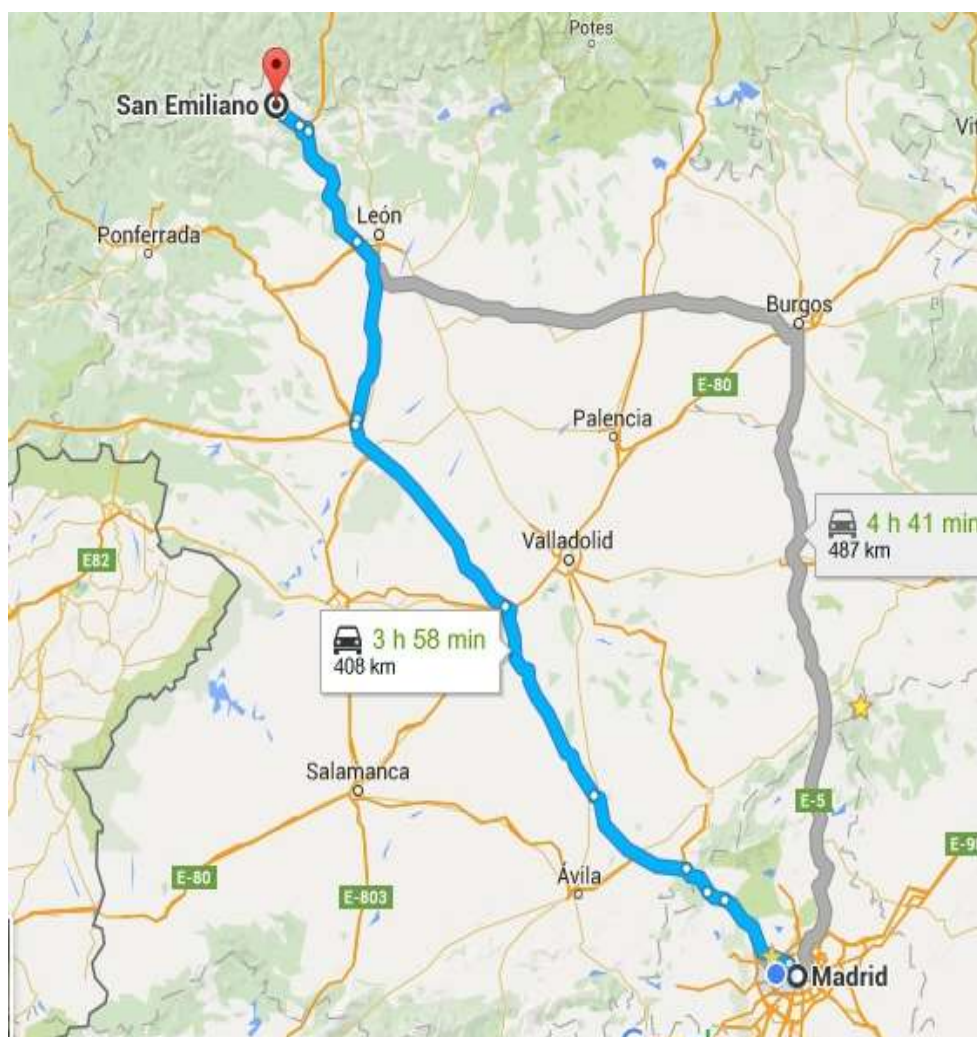 Potes
San Emiliano
Vit
León
Ponferrada
Burgos
E-80
Palencia
4 h 41 min
487 km
Valladolid
E82
3 h 58 min
408 km
Salamanca
E-5
E-90
Ávila
E-80
E-803
Madrid